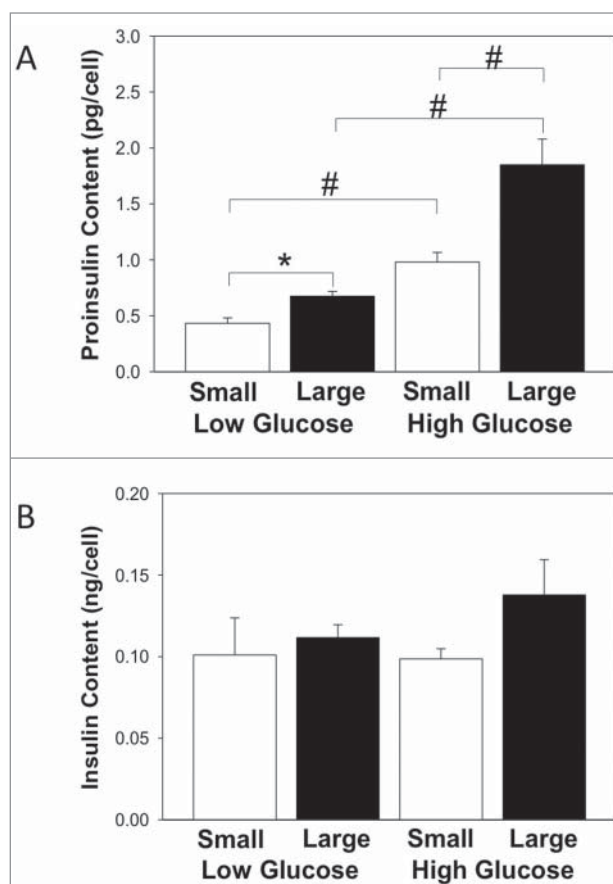 A
Proinsulin Content (pg/cell)
3.0
2.5
2.0
1.5
1.0
0.5
0.0
#
#
#
*
Small Large Small Large
Low Glucose High Glucose
B
Insulin Content (ng/cell)
0.20
0.15
0.10
0.05
0.00
Small Large Small Large
Low Glucose High Glucose